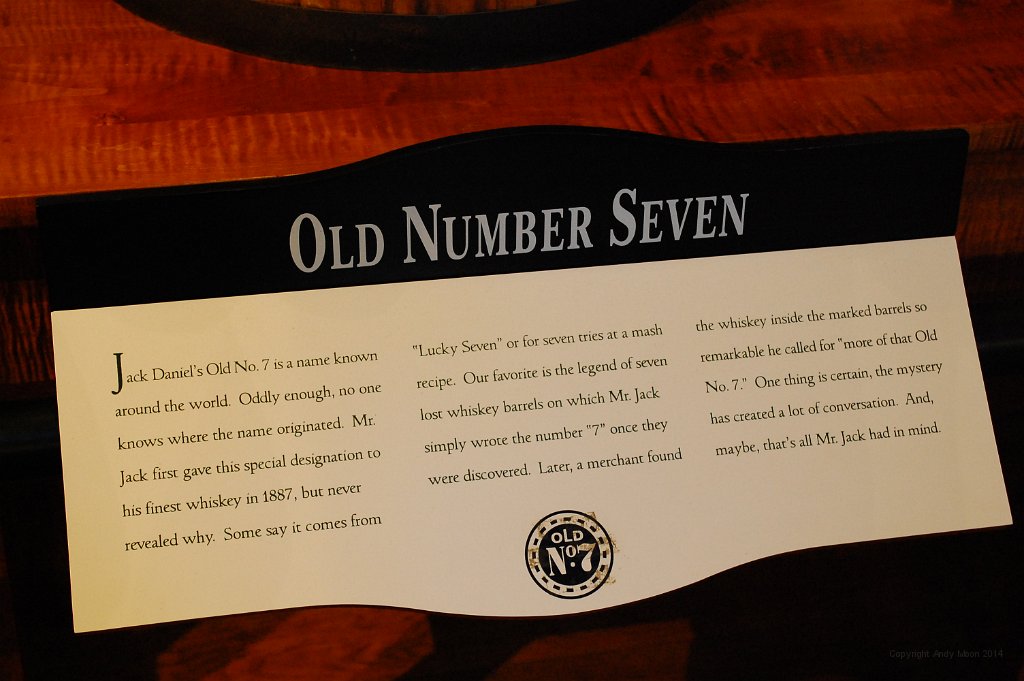 OLD NUMBER SEVEN
Jack Daniel's Old No. 7 is a name known
around the world. Oddly enough, no one
knows where the name originated. Mr.
Jack first gave this special designation to
his finest whiskey in 1887, but never
revealed why. Some say it comes from
"Lucky Seven" or for seven tries at a mash
recipe. Our favorite is the legend of seven
lost whiskey barrels on which Mr. Jack
simply wrote the number "7" once they
were discovered. Later, a merchant found
the whiskey inside the marked barrels so
remarkable he called for "more of that Old
No. 7." One thing is certain, the mystery
has created a lot of conversation. And,
maybe, that's all Mr. Jack had in mind.
OLD
No. 7
Copyright Andy Moon 2014